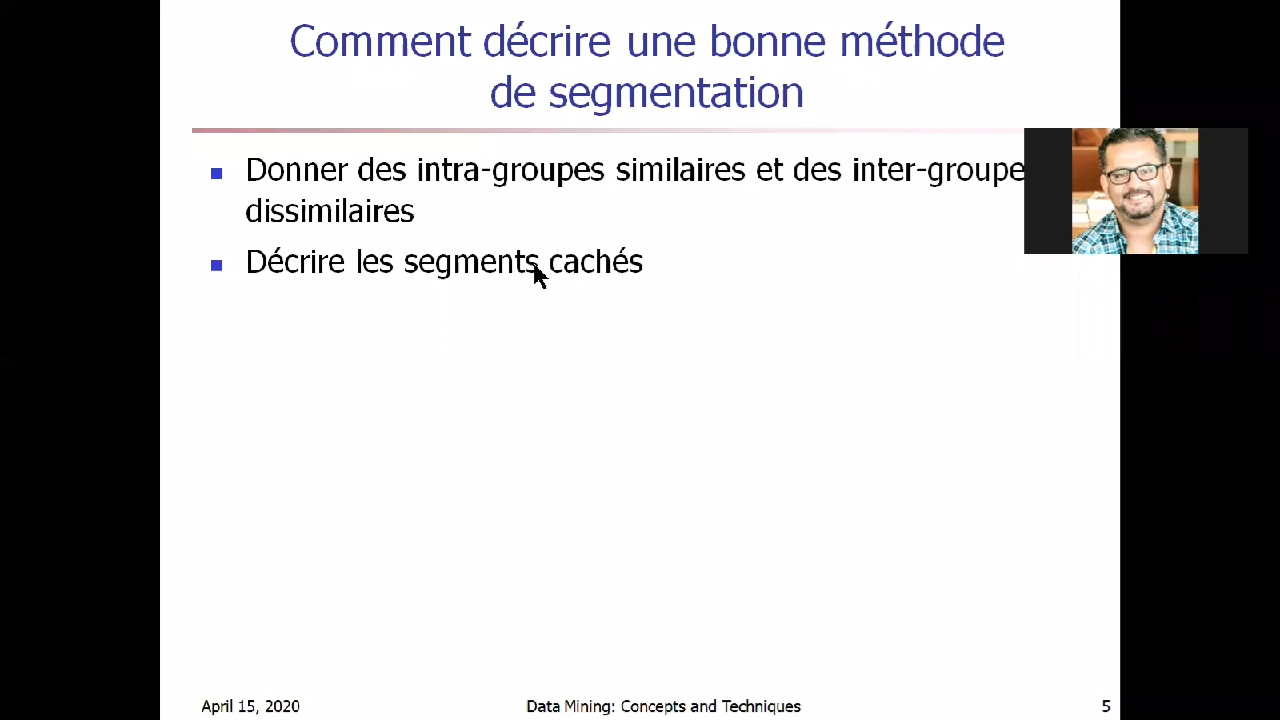 Comment décrire une bonne méthode
de segmentation
Donner des intra-groupes similaires et des inter-groupe
dissimilaires
Décrire les segments cachés
April 15, 2020
Data Mining: Concepts and Techniques
5